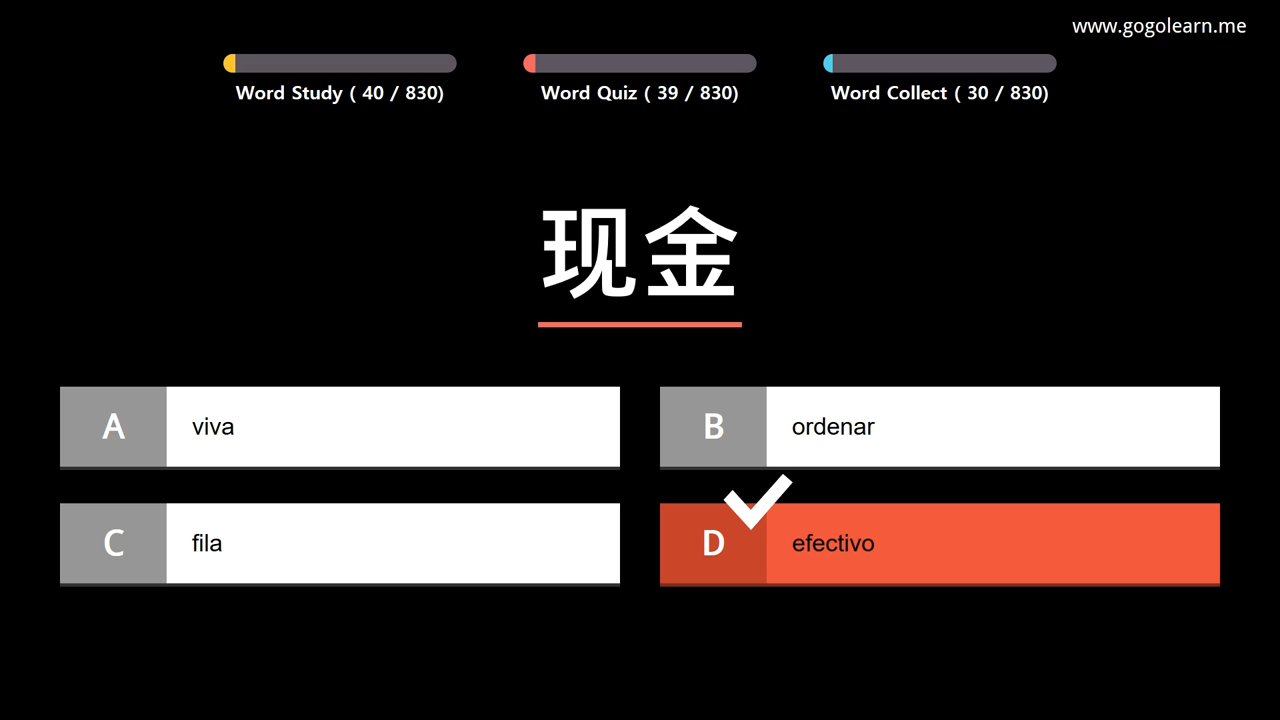 www.gogolearn.me
Word Study ( 40 / 830)
Word Quiz ( 39 / 830)
Word Collect ( 30 / 830)
现金
A viva
B ordenar
C fila
D efectivo